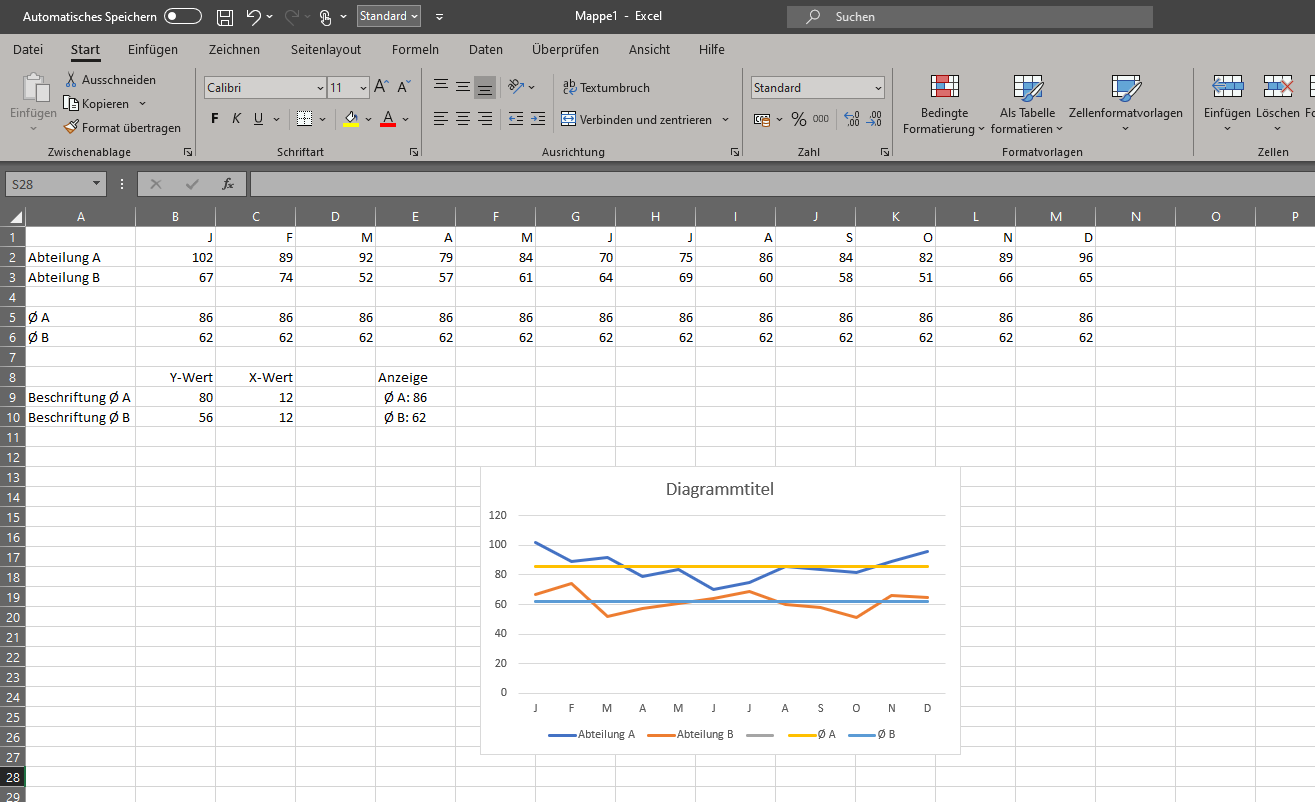 Automatisches Speichern Standard Mappe1 - Excel Suchen
Datei Start Einfügen Zeichnen Seitenlayout Formeln Daten Überprüfen Ansicht Hilfe
Einfügen
Ausschneiden
Kopieren
Format übertragen
Zwischenablage
Calibri 11 A A
F K U A
Schriftart
ab Textumbruch
Verbinden und zentrieren
Ausrichtung
Standard
% 000 ,00 ,00
Zahl
Bedingte Formatierung
Als Tabelle formatieren
Zellenformatvorlagen
Formatvorlagen
Einfügen Löschen Fo
Zellen
S28 fx
A B C D E F G H I J K L M N O P
1 J F M A M J J A S O N D
2 Abteilung A 102 89 92 79 84 70 75 86 84 82 89 96
3 Abteilung B 67 74 52 57 61 64 69 60 58 51 66 65
4
5 Ø A 86 86 86 86 86 86 86 86 86 86 86 86
6 Ø B 62 62 62 62 62 62 62 62 62 62 62 62
7
8 Y-Wert X-Wert Anzeige
9 Beschriftung Ø A 80 12 Ø A: 86
10 Beschriftung Ø B 56 12 Ø B: 62
11
12
13
14
15
16
17
18
19
20
21
22
23
24
25
26
27
28
29
Diagrammtitel
120
100
80
60
40
20
0
J F M A M J J A S O N D
Abteilung A Abteilung B Ø A Ø B